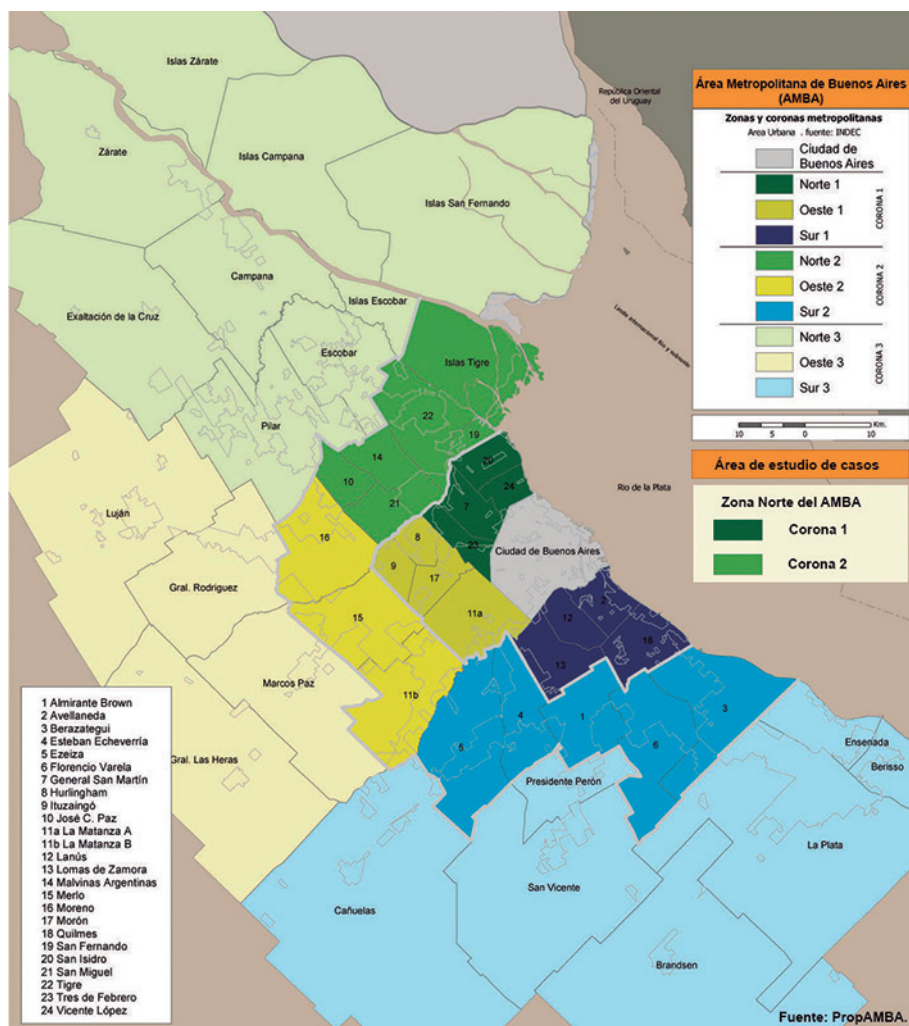 Islas Zárate
República Oriental
del Uruguay
Zárate
Islas Campana
Islas San Fernando
Campana
Islas Escobar
Exaltación de la Cruz
Escobar
Islas Tigre
Pilar
22
19
14
10
21
20
24
7
23
Luján
16
8
9
17
Ciudad de Buenos Aires
Rio de la Plata
Gral. Rodriguez
11a
15
12
2
18
13
Marcos Paz
11b
Gral. Las Heras
5
4
1
6
3
Presidente Perón
Ensenada
Berisso
La Plata
San Vicente
Cañuelas
Brandsen
Área Metropolitana de Buenos Aires
(AMBA)
Zonas y coronas metropolitanas
Area Urbana . fuente: INDEC
Ciudad de
Buenos Aires
Norte 1
Oeste 1
Sur 1
CORONA 1
Norte 2
Oeste 2
Sur 2
CORONA 2
Norte 3
Oeste 3
Sur 3
CORONA 3
10 5 0 10
Km.
Área de estudio de casos
Zona Norte del AMBA
Corona 1
Corona 2
1 Almirante Brown
2 Avellaneda
3 Berazategui
4 Esteban Echeverría
5 Ezeiza
6 Florencio Varela
7 General San Martín
8 Hurlingham
9 Ituzaingó
10 José C. Paz
11a La Matanza A
11b La Matanza B
12 Lanús
13 Lomas de Zamora
14 Malvinas Argentinas
15 Merlo
16 Moreno
17 Morón
18 Quilmes
19 San Fernando
20 San Isidro
21 San Miguel
22 Tigre
23 Tres de Febrero
24 Vicente López
Fuente: PropAMBA.